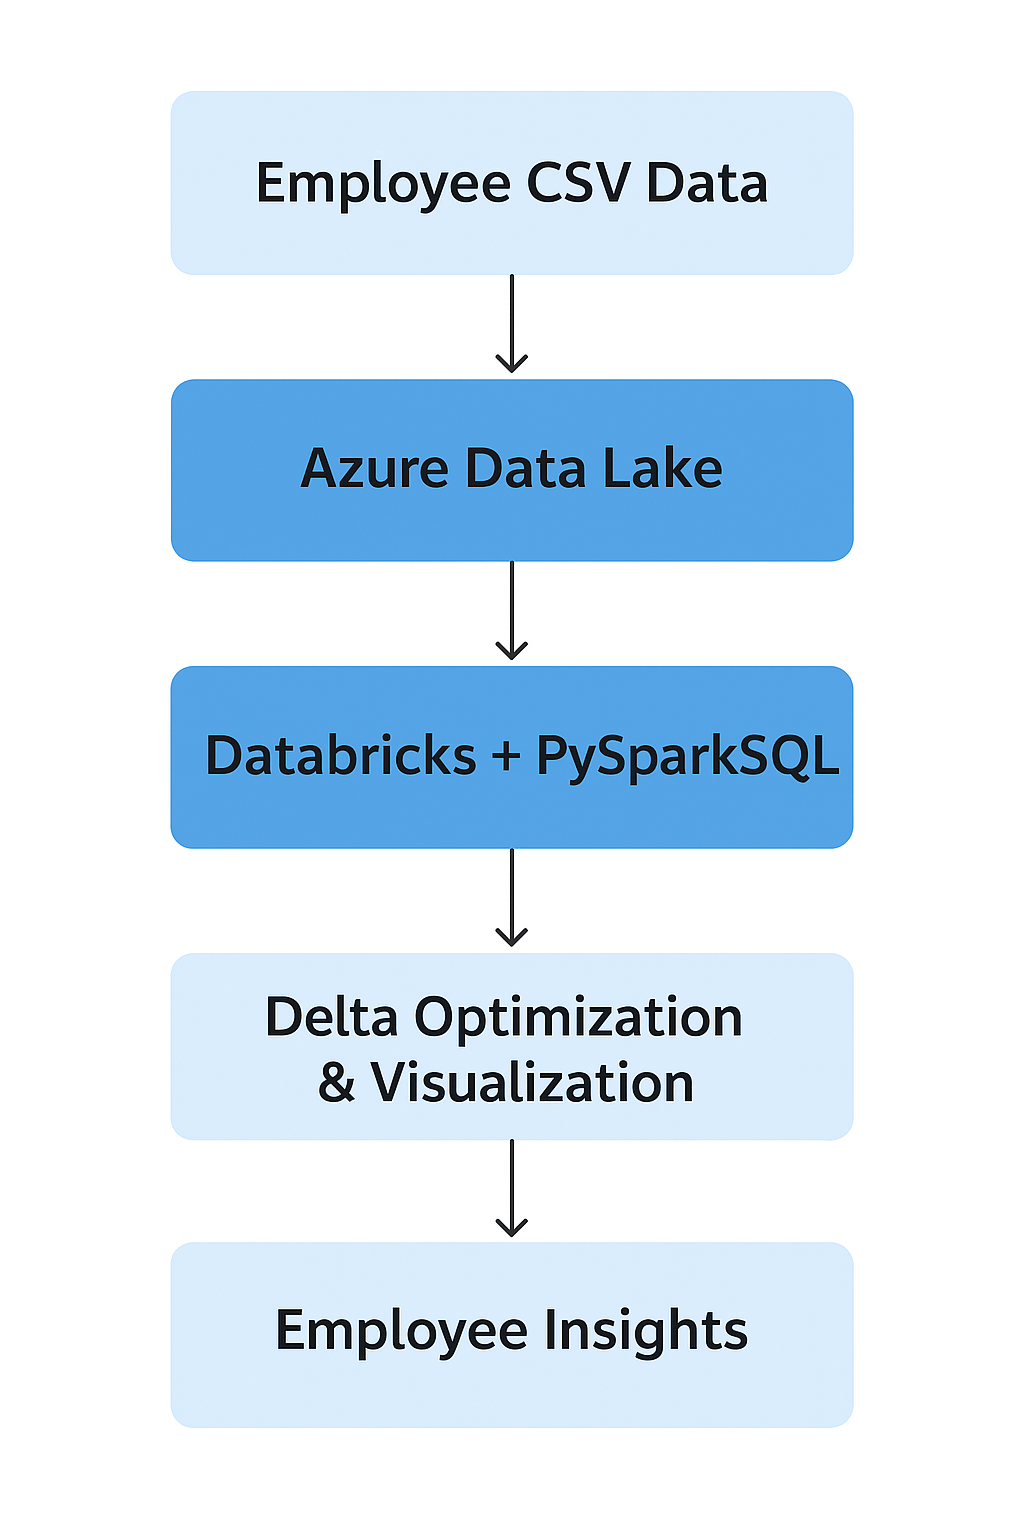 Employee CSV Data
Azure Data Lake
Databricks + PySparkSQL
Delta Optimization
& Visualization
Employee Insights